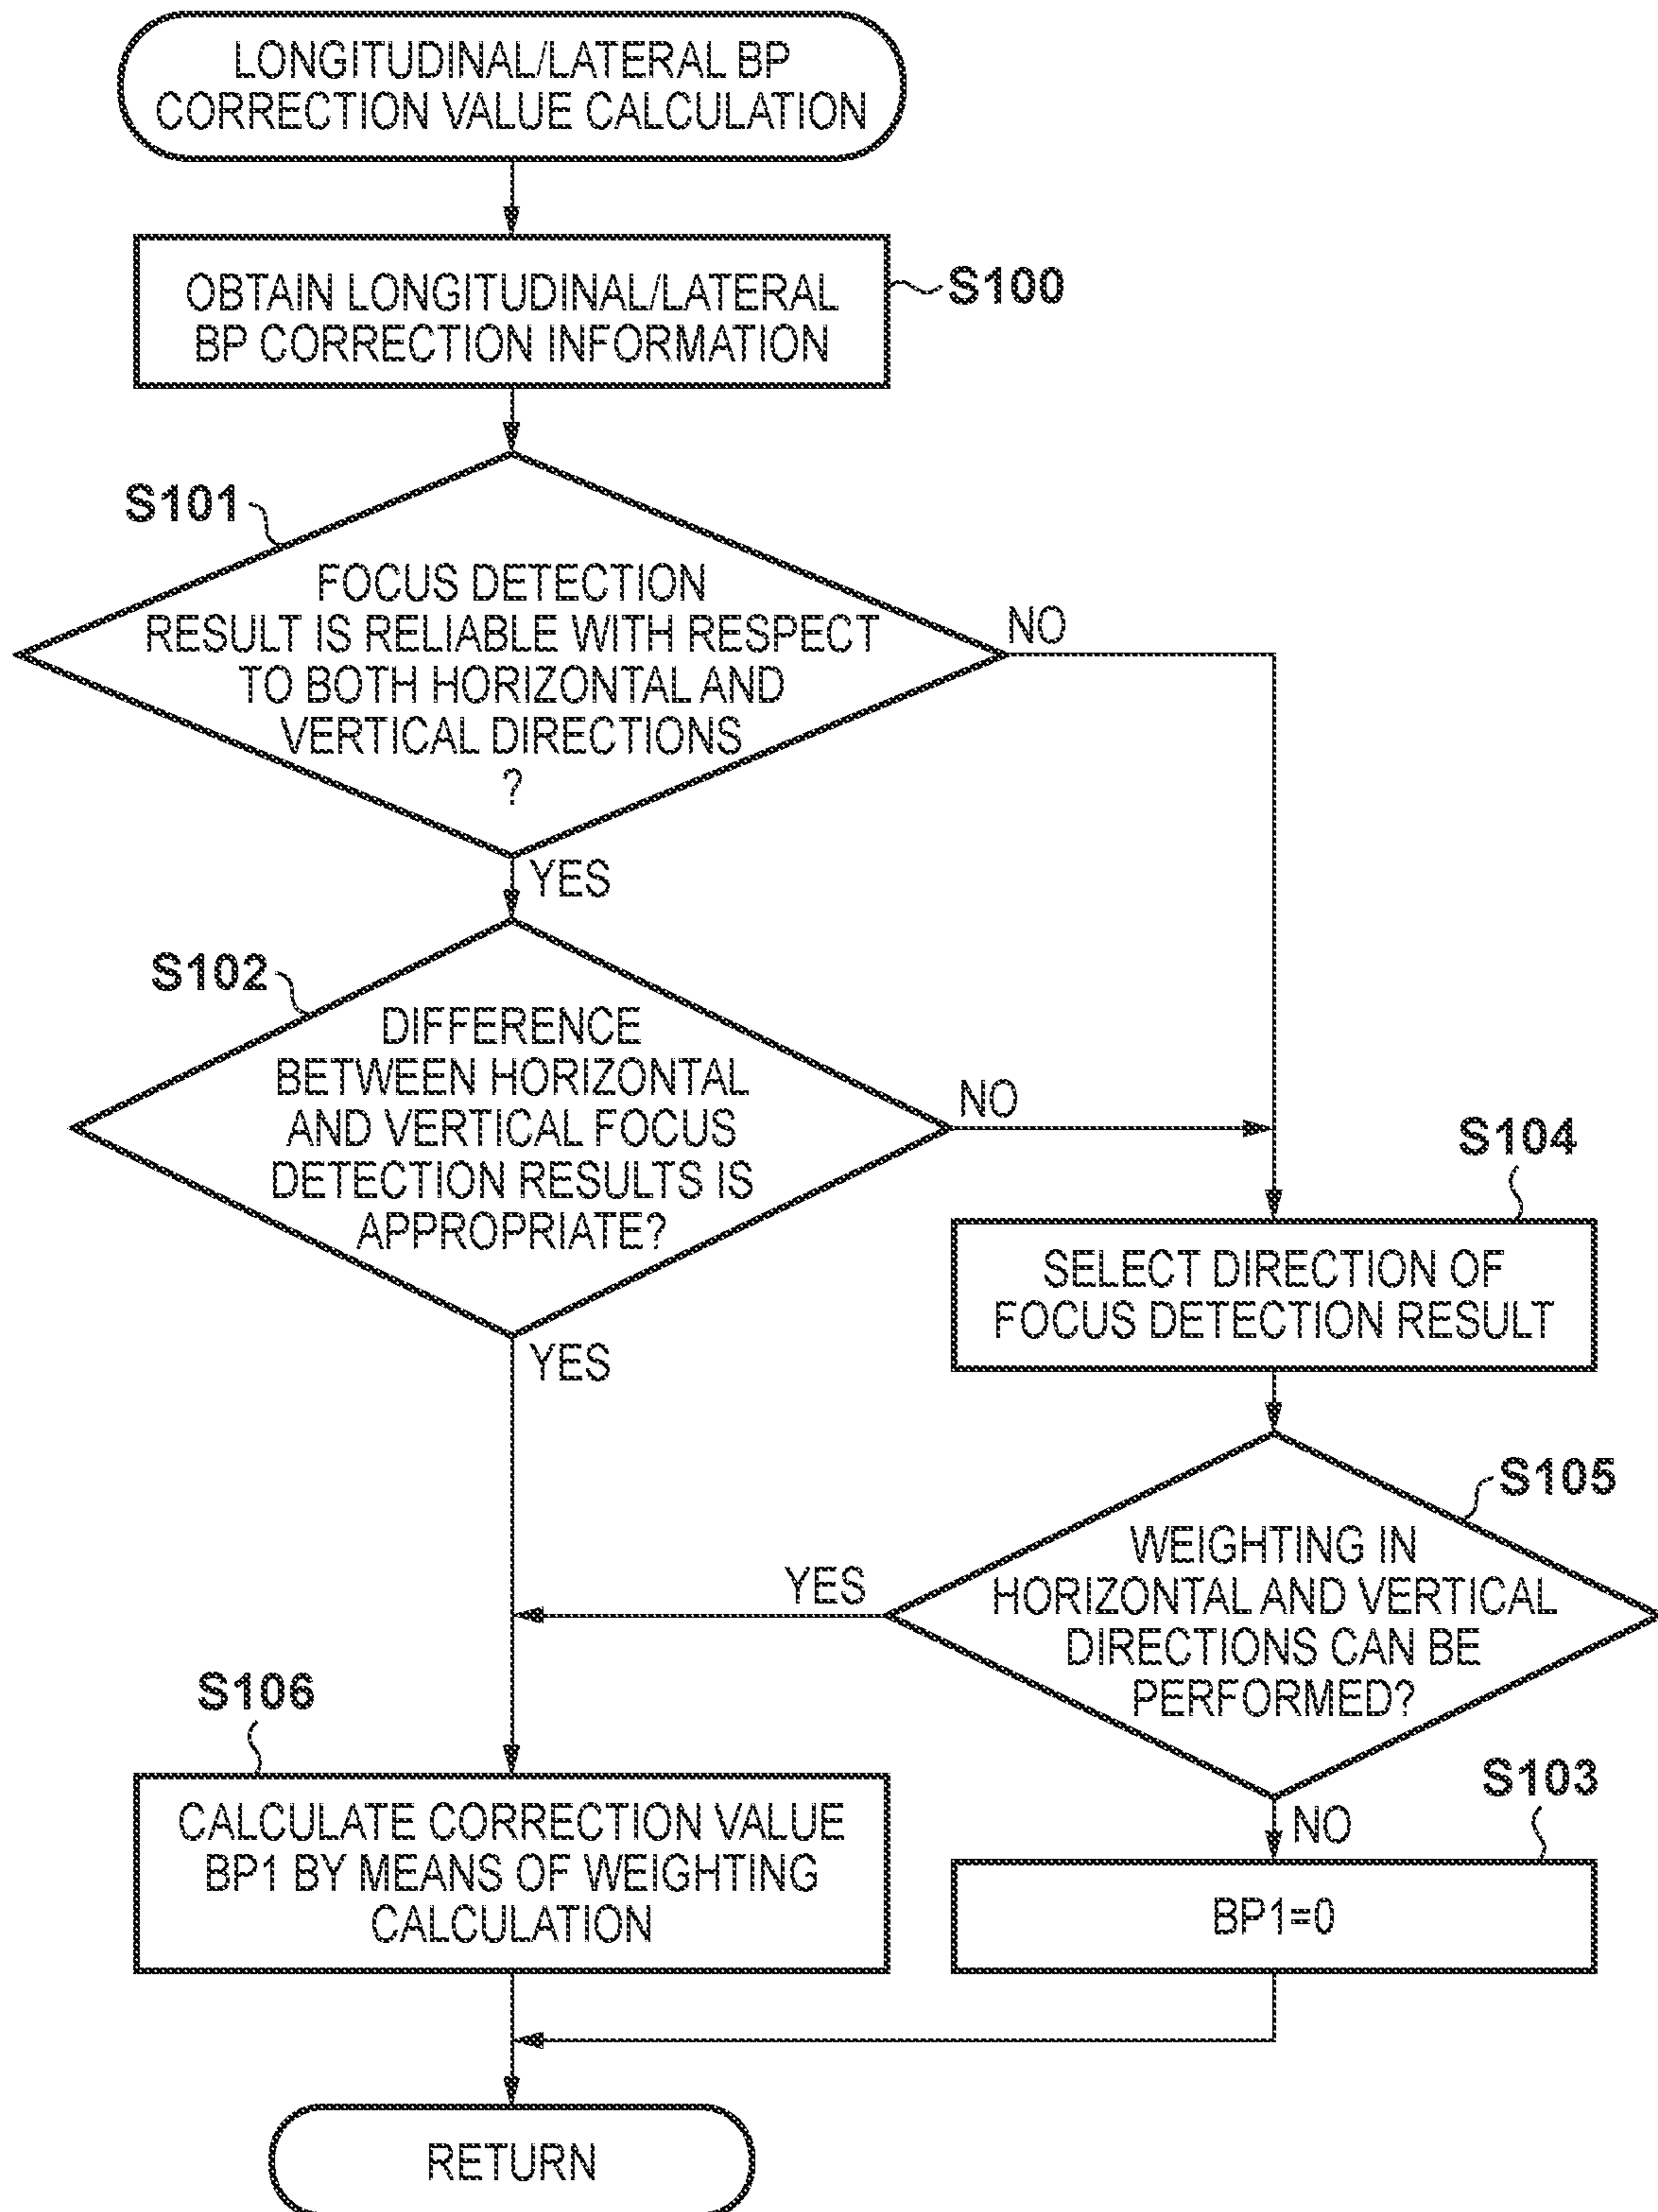 LONGITUDINAL/LATERAL BP
CORRECTION VALUE CALCULATION
OBTAIN LONGITUDINAL/LATERAL
BP CORRECTION INFORMATION
S100
S101
FOCUS DETECTION
RESULT IS RELIABLE WITH RESPECT
TO BOTH HORIZONTAL AND
VERTICAL DIRECTIONS
?
NO
YES
S102
DIFFERENCE
BETWEEN HORIZONTAL
AND VERTICAL FOCUS
DETECTION RESULTS IS
APPROPRIATE?
NO
YES
S104
SELECT DIRECTION OF
FOCUS DETECTION RESULT
S105
WEIGHTING IN
HORIZONTAL AND VERTICAL
DIRECTIONS CAN BE
PERFORMED?
YES
NO
S106
CALCULATE CORRECTION VALUE
BP1 BY MEANS OF WEIGHTING
CALCULATION
S103
BP1=0
RETURN